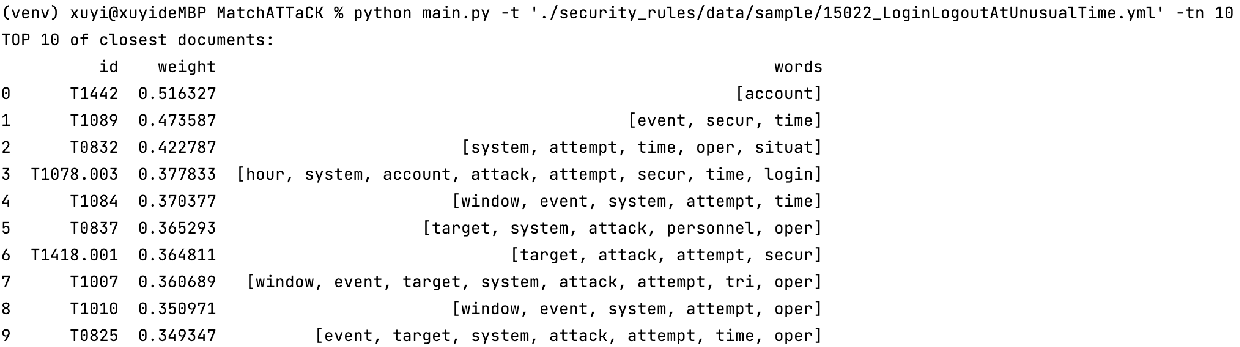 (venv) xuyi@xuyideMBP MatchATTaCK % python main.py -t './security_rules/data/sample/15022_LoginLogoutAtUnusualTime.yml' -tn 10
TOP 10 of closest documents:
id weight words
0 T1442 0.516327 [account]
1 T1089 0.473587 [event, secur, time]
2 T0832 0.422787 [system, attempt, time, oper, situat]
3 T1078.003 0.377833 [hour, system, account, attack, attempt, secur, time, login]
4 T1084 0.370377 [window, event, system, attempt, time]
5 T0837 0.365293 [target, system, attack, personnel, oper]
6 T1418.001 0.364811 [target, attack, attempt, secur]
7 T1007 0.360689 [window, event, target, system, attack, attempt, tri, oper]
8 T1010 0.350971 [window, event, system, attempt, oper]
9 T0825 0.349347 [event, target, system, attack, attempt, time, oper]